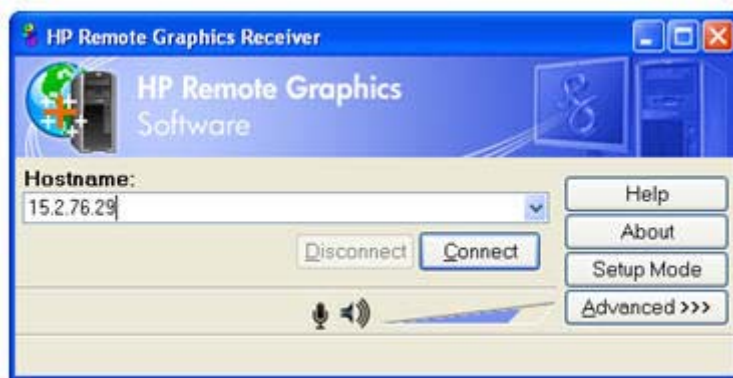 HP Remote Graphics Receiver
HP Remote Graphics
Software
Hostname:
15.2.76.29
Help
About
Disconnect Connect
Setup Mode
Advanced >>>